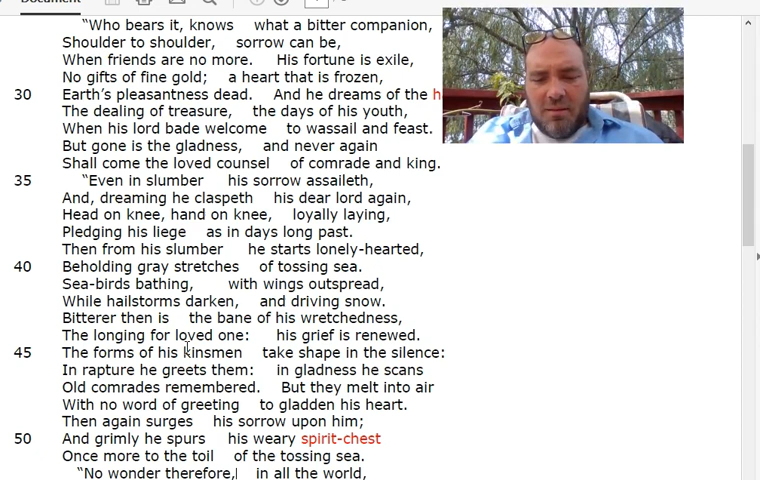 Document
“Who bears it, knows what a bitter companion,
Shoulder to shoulder, sorrow can be,
When friends are no more. His fortune is exile,
No gifts of fine gold; a heart that is frozen,
30 Earth’s pleasantness dead. And he dreams of the h
The dealing of treasure, the days of his youth,
When his lord bade welcome to wassail and feast.
But gone is the gladness, and never again
Shall come the loved counsel of comrade and king.
35 “Even in slumber his sorrow assaileth,
And, dreaming he claspeth his dear lord again,
Head on knee, hand on knee, loyally laying,
Pledging his liege as in days long past.
Then from his slumber he starts lonely-hearted,
40 Beholding gray stretches of tossing sea.
Sea-birds bathing, with wings outspread,
While hailstorms darken, and driving snow.
Bitterer then is the bane of his wretchedness,
The longing for loved one: his grief is renewed.
45 The forms of his kinsmen take shape in the silence:
In rapture he greets them: in gladness he scans
Old comrades remembered. But they melt into air
With no word of greeting to gladden his heart.
Then again surges his sorrow upon him;
50 And grimly he spurs his weary spirit-chest
Once more to the toil of the tossing sea.
“No wonder therefore, in all the world,